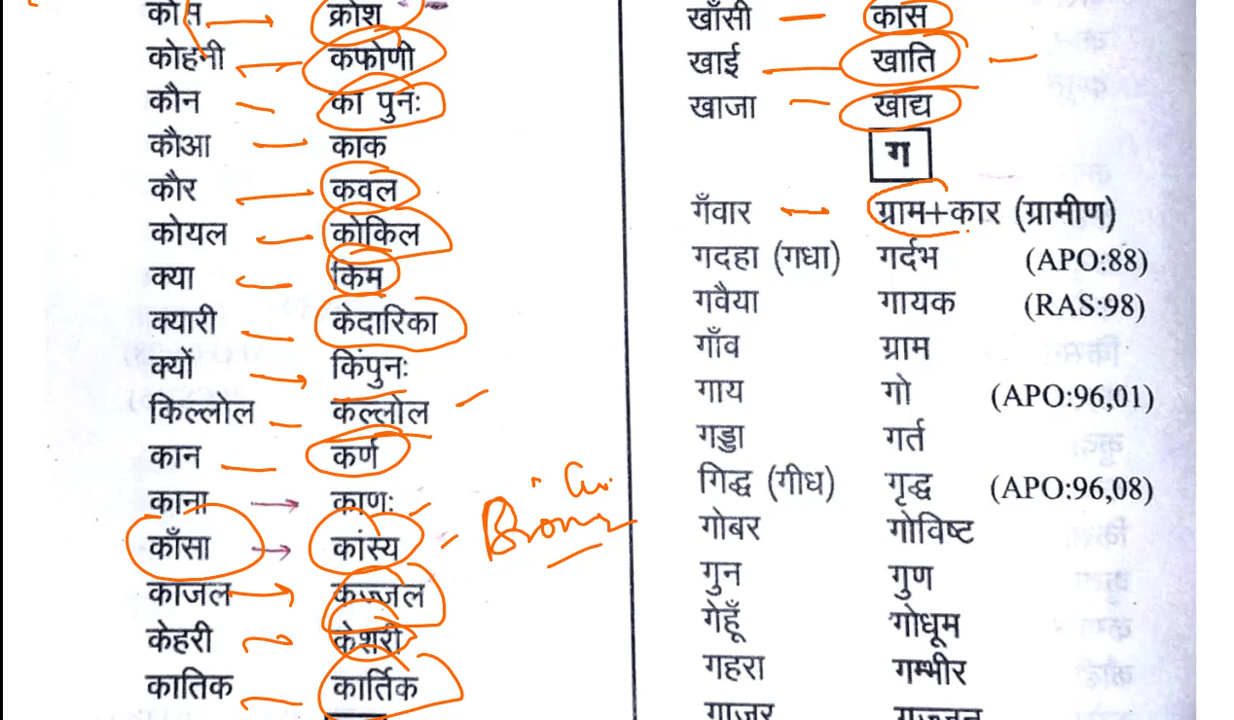 कोस क्रोश
कोहनी कफोणी
कौन का पुनः
कौआ काक
कौर कवल
कोयल कोकिल
क्या किम
क्यारी केदारिका
क्यों किंपुनः
किल्लोल कल्लोल
कान कर्ण
काना काणः
काँसा कांस्य
काजल कज्जल
केहरी केशरी
कातिक कार्तिक
खाँसी कास
खाई खाति
खाजा खाद्य
ग
गँवार ग्राम+कार (ग्रामीण)
गदहा (गधा) गर्दभ (APO:88)
गवैया गायक (RAS:98)
गाँव ग्राम
गाय गो (APO:96,01)
गड्डा गर्त
गिद्ध (गीध) गृद्ध (APO:96,08)
गोबर गोविष्ट
गुन गुण
गेहूँ गोधूम
गहरा गम्भीर